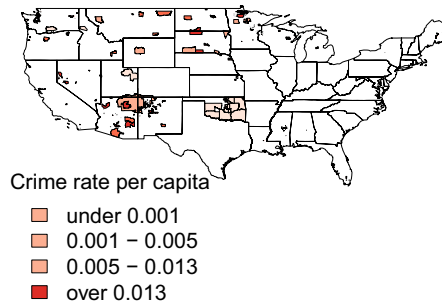 Crime rate per capita
under 0.001
0.001 − 0.005
0.005 − 0.013
over 0.013